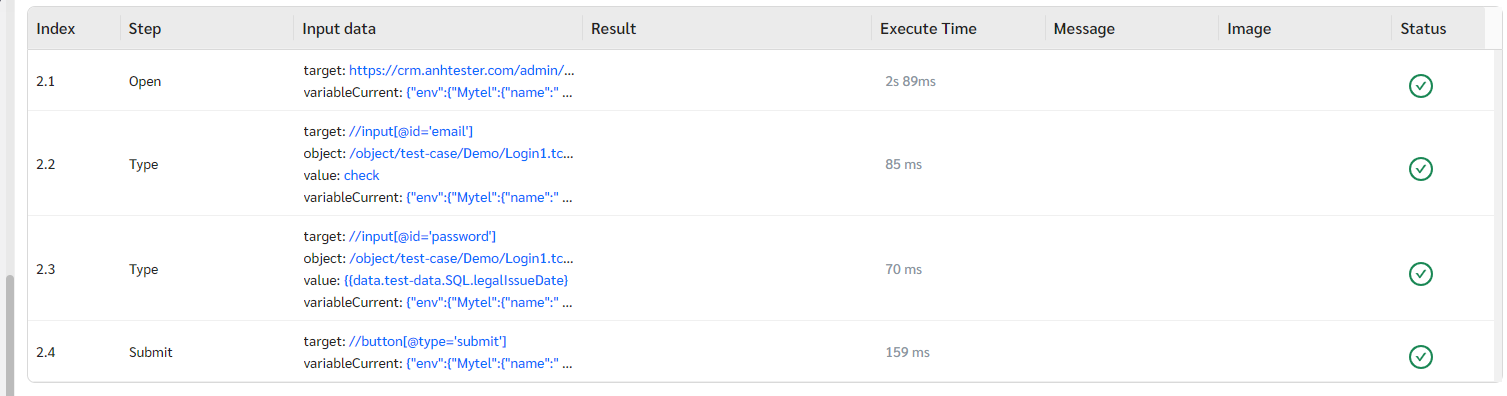 Index Step Input data Result Execute Time Message Image Status
2.1 Open target: https://crm.anhtester.com/admin/... 2s 89ms
variableCurrent: {"env":{"Mytel":{"name":" ...
2.2 Type target: //input[@id='email'] 85 ms
object: /object/test-case/Demo/Login1.tc...
value: check
variableCurrent: {"env":{"Mytel":{"name":" ...
2.3 Type target: //input[@id='password'] 70 ms
object: /object/test-case/Demo/Login1.tc...
value: {{data.test-data.SQL.legalIssueDate}
variableCurrent: {"env":{"Mytel":{"name":" ...
2.4 Submit target: //button[@type='submit'] 159 ms
variableCurrent: {"env":{"Mytel":{"name":" ...